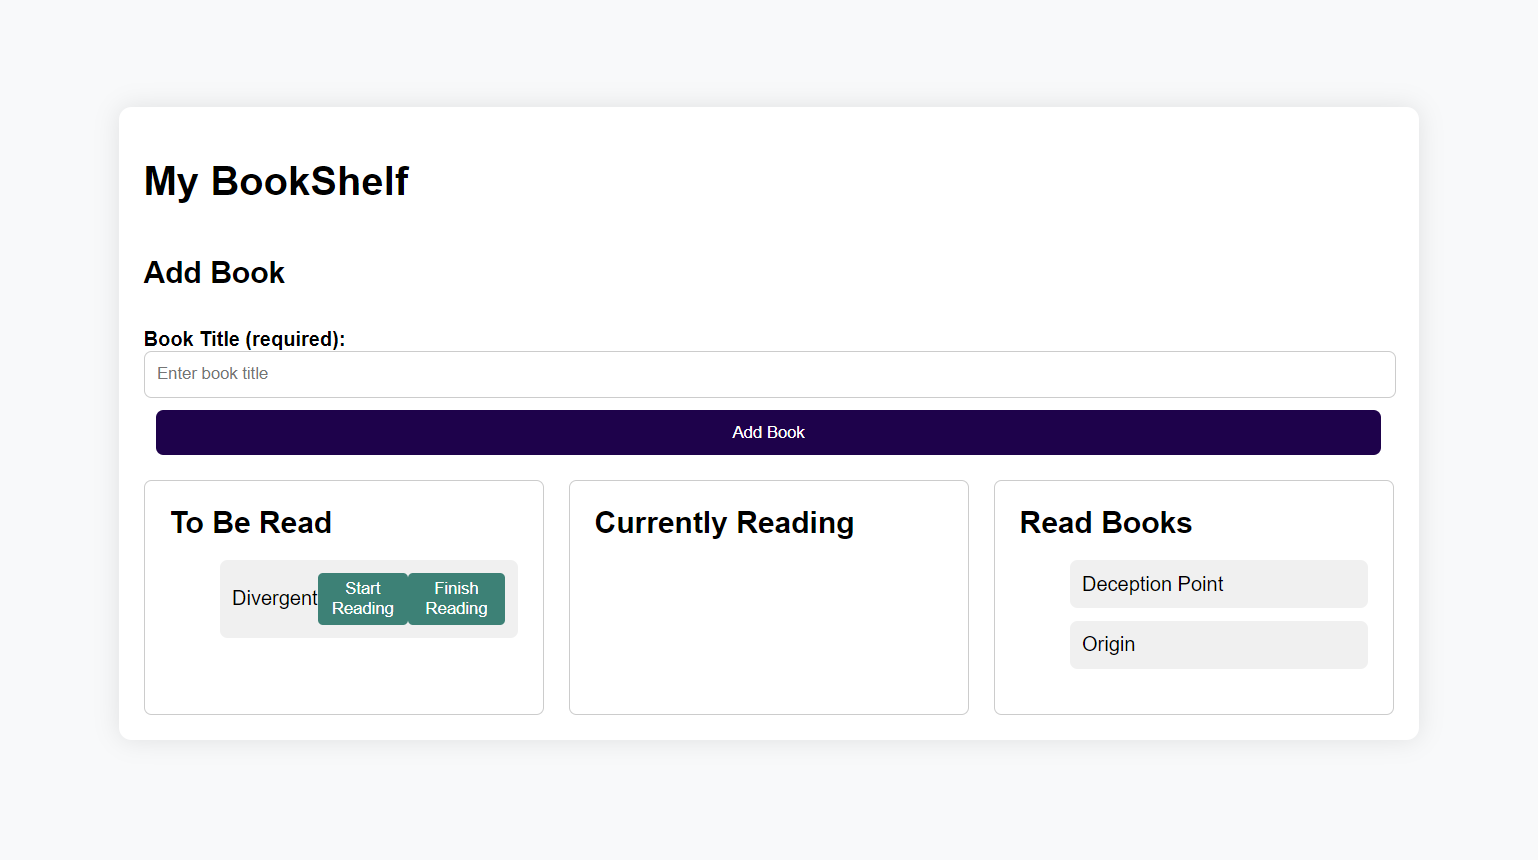 My BookShelf
Add Book
Book Title (required):
Enter book title
Add Book
To Be Read
Divergent
Start
Reading
Finish
Reading
Currently Reading
Read Books
Deception Point
Origin